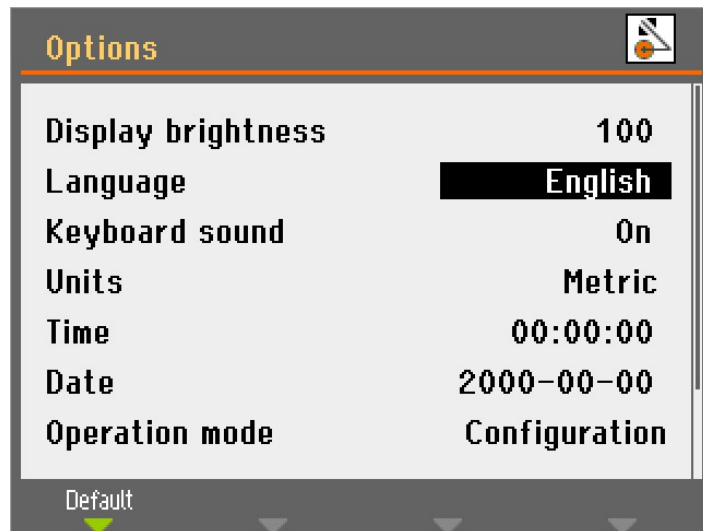 Options
Display brightness 100
Language English
Keyboard sound On
Units Metric
Time 00:00:00
Date 2000-00-00
Operation mode Configuration
Default